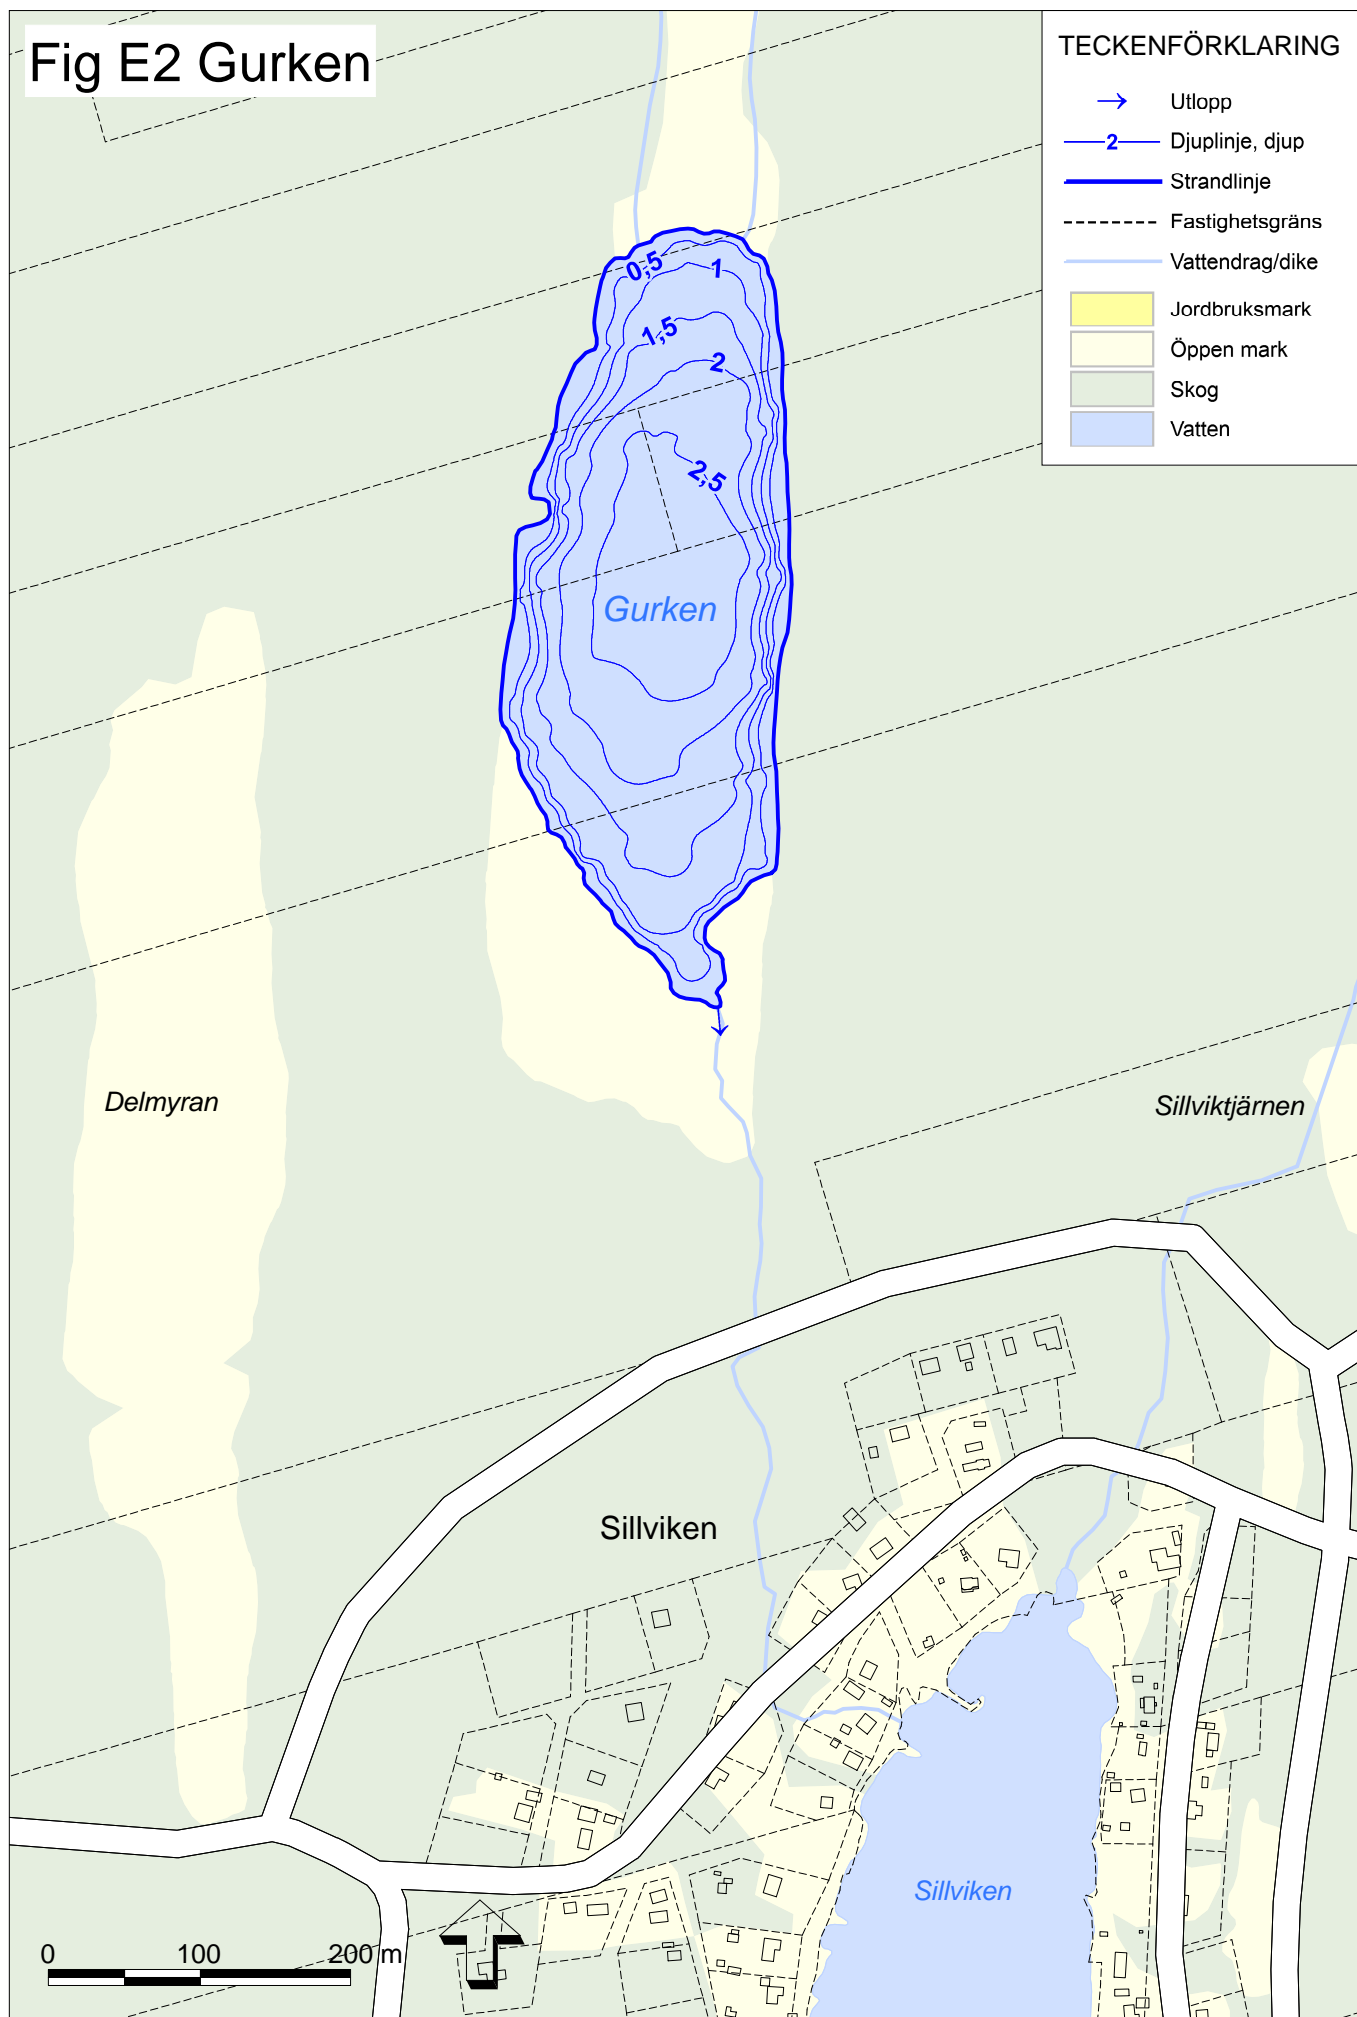 Fig E2 Gurken
TECKENFÖRKLARING
Utlopp
2
Djuplinje, djup
Strandlinje
Fastighetsgräns
Vattendrag/dike
Jordbruksmark
Öppen mark
Skog
Vatten
0,5
1
1,5
2
2,5
Gurken
Delmyran
Sillviktjärnen
Sillviken
Sillviken
0 100 200 m